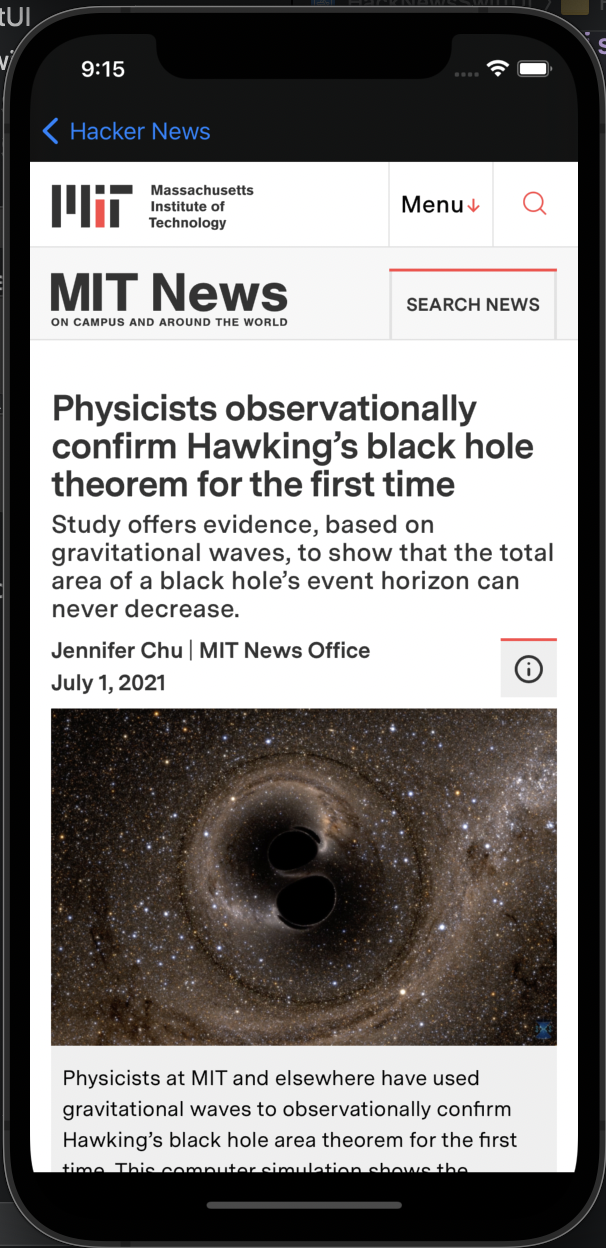 tUI
9:15
Hacker News
Massachusetts
Institute of
Technology
Menu↓
MIT News
ON CAMPUS AND AROUND THE WORLD
SEARCH NEWS
Physicists observationally
confirm Hawking’s black hole
theorem for the first time
Study offers evidence, based on
gravitational waves, to show that the total
area of a black hole’s event horizon can
never decrease.
Jennifer Chu | MIT News Office
July 1, 2021
Physicists at MIT and elsewhere have used
gravitational waves to observationally confirm
Hawking’s black hole area theorem for the first
time. This computer simulation shows the